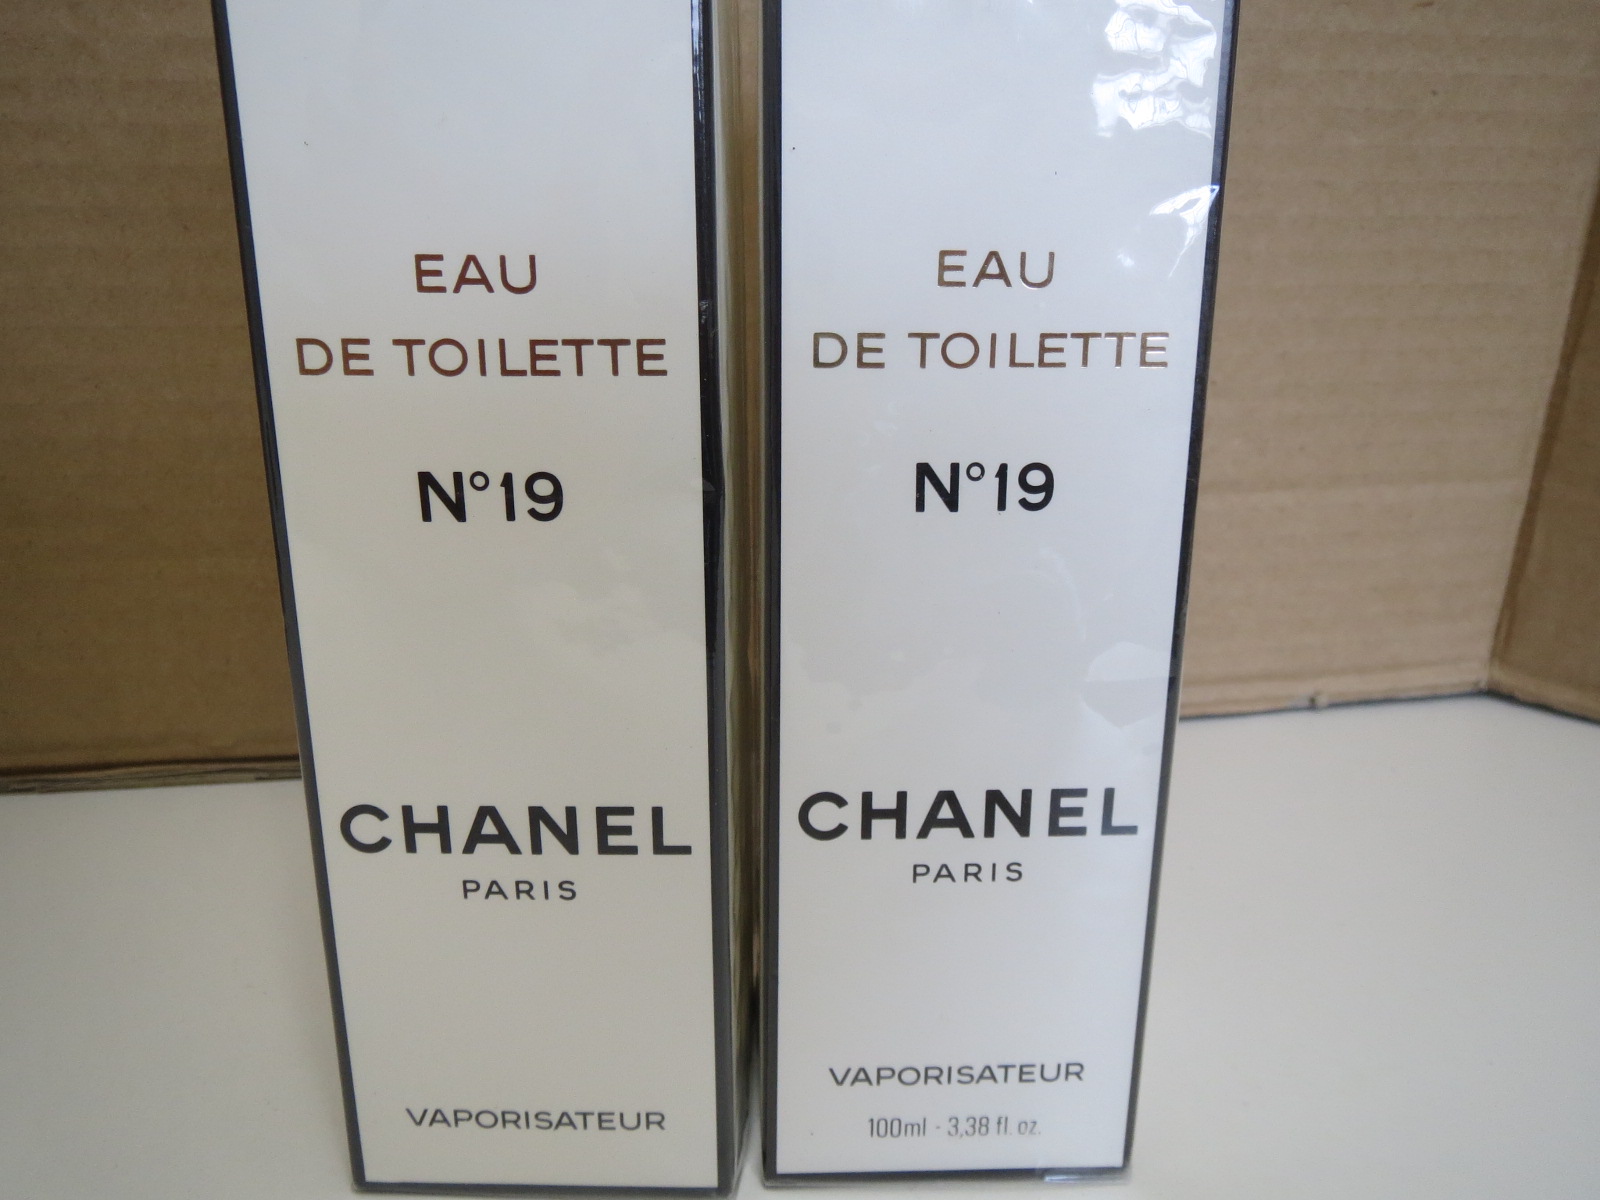 EAU
DE TOILETTE
N°19
CHANEL
PARIS
VAPORISATEUR
EAU
DE TOILETTE
N°19
CHANEL
PARIS
VAPORISATEUR
100ml - 3,38 fl. oz.